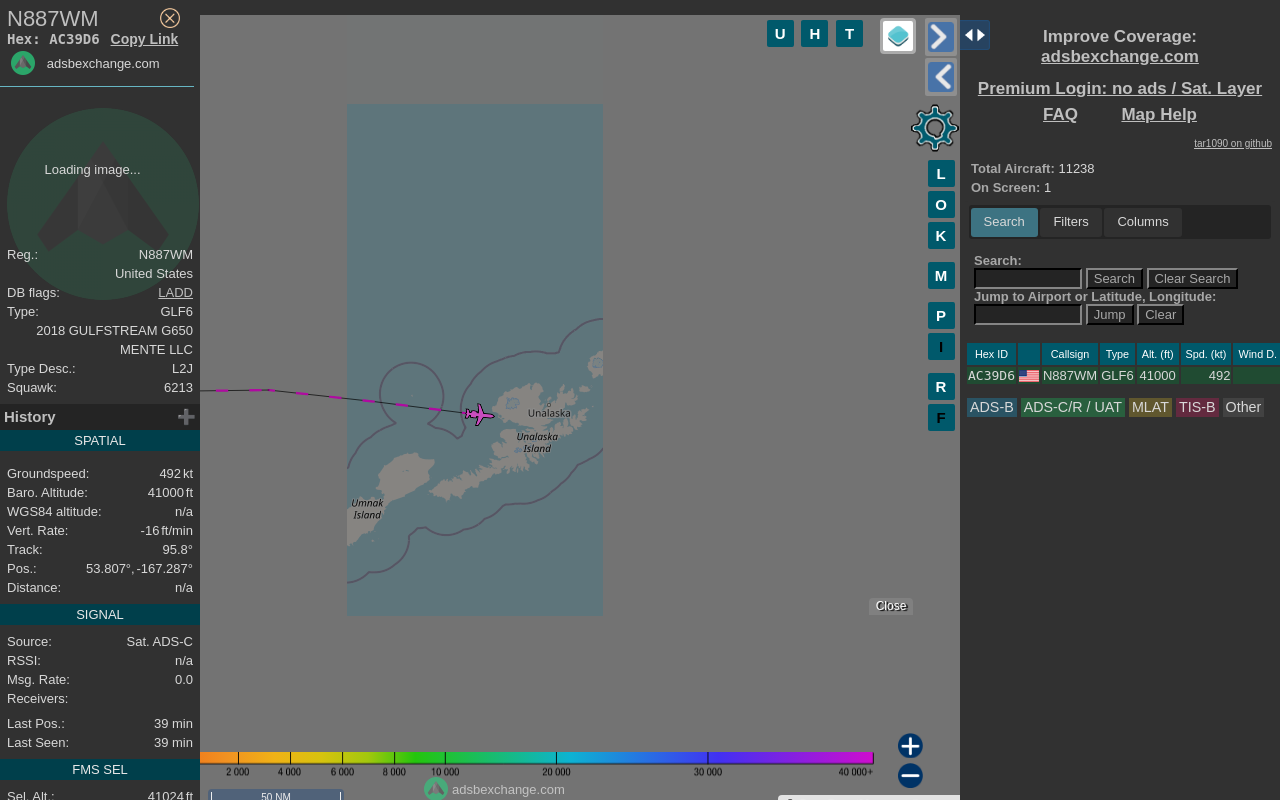 N887WM
Hex: AC39D6 Copy Link
adsbexchange.com
Loading image...
Reg.: N887WM
United States
DB flags: LADD
Type: GLF6
2018 GULFSTREAM G650
MENTE LLC
Type Desc.: L2J
Squawk: 6213
History
SPATIAL
Groundspeed: 492 kt
Baro. Altitude: 41000 ft
WGS84 altitude: n/a
Vert. Rate: -16 ft/min
Track: 95.8°
Pos.: 53.807°, -167.287°
Distance: n/a
SIGNAL
Source: Sat. ADS-C
RSSI: n/a
Msg. Rate: 0.0
Receivers:
Last Pos.: 39 min
Last Seen: 39 min
FMS SEL
Sel. Alt.: 41024 ft
U H T
L
O
K
M
P
I
R
F
Unalaska
Unalaska
Island
Umnak
Island
Close
2 000 4 000 6 000 8 000 10 000 20 000 30 000 40 000+
adsbexchange.com
50 NM
Improve Coverage:
adsbexchange.com
Premium Login: no ads / Sat. Layer
FAQ Map Help
tar1090 on github
Total Aircraft: 11238
On Screen: 1
Search Filters Columns
Search:
Search Clear Search
Jump to Airport or Latitude, Longitude:
Jump Clear
Hex ID Callsign Type Alt. (ft) Spd. (kt) Wind D.
AC39D6 N887WM GLF6 41000 492
ADS-B ADS-C/R / UAT MLAT TIS-B Other